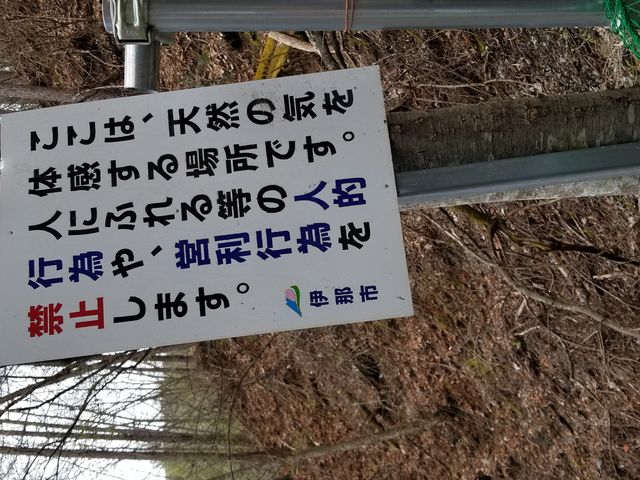 ここは、天然の気を
体感する場所です。
人にふれる等の人的
行為や、営利行為を
禁止します。
伊那市